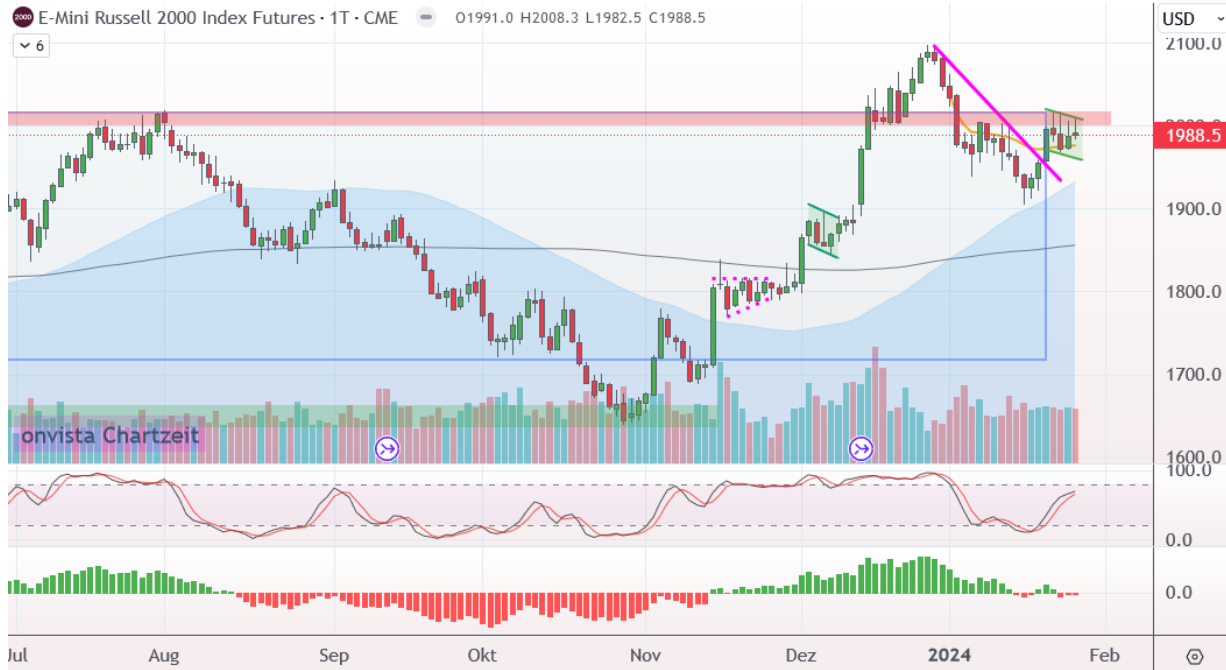 2000 E-Mini Russell 2000 Index Futures · 1T · CME O1991.0 H2008.3 L1982.5 C1988.5
USD
6
2100.0
2000.0
1988.5
1900.0
1800.0
1700.0
onvista Chartzeit
1600.0
100.0
0.0
0.0
Jul Aug Sep Okt Nov Dez 2024 Feb